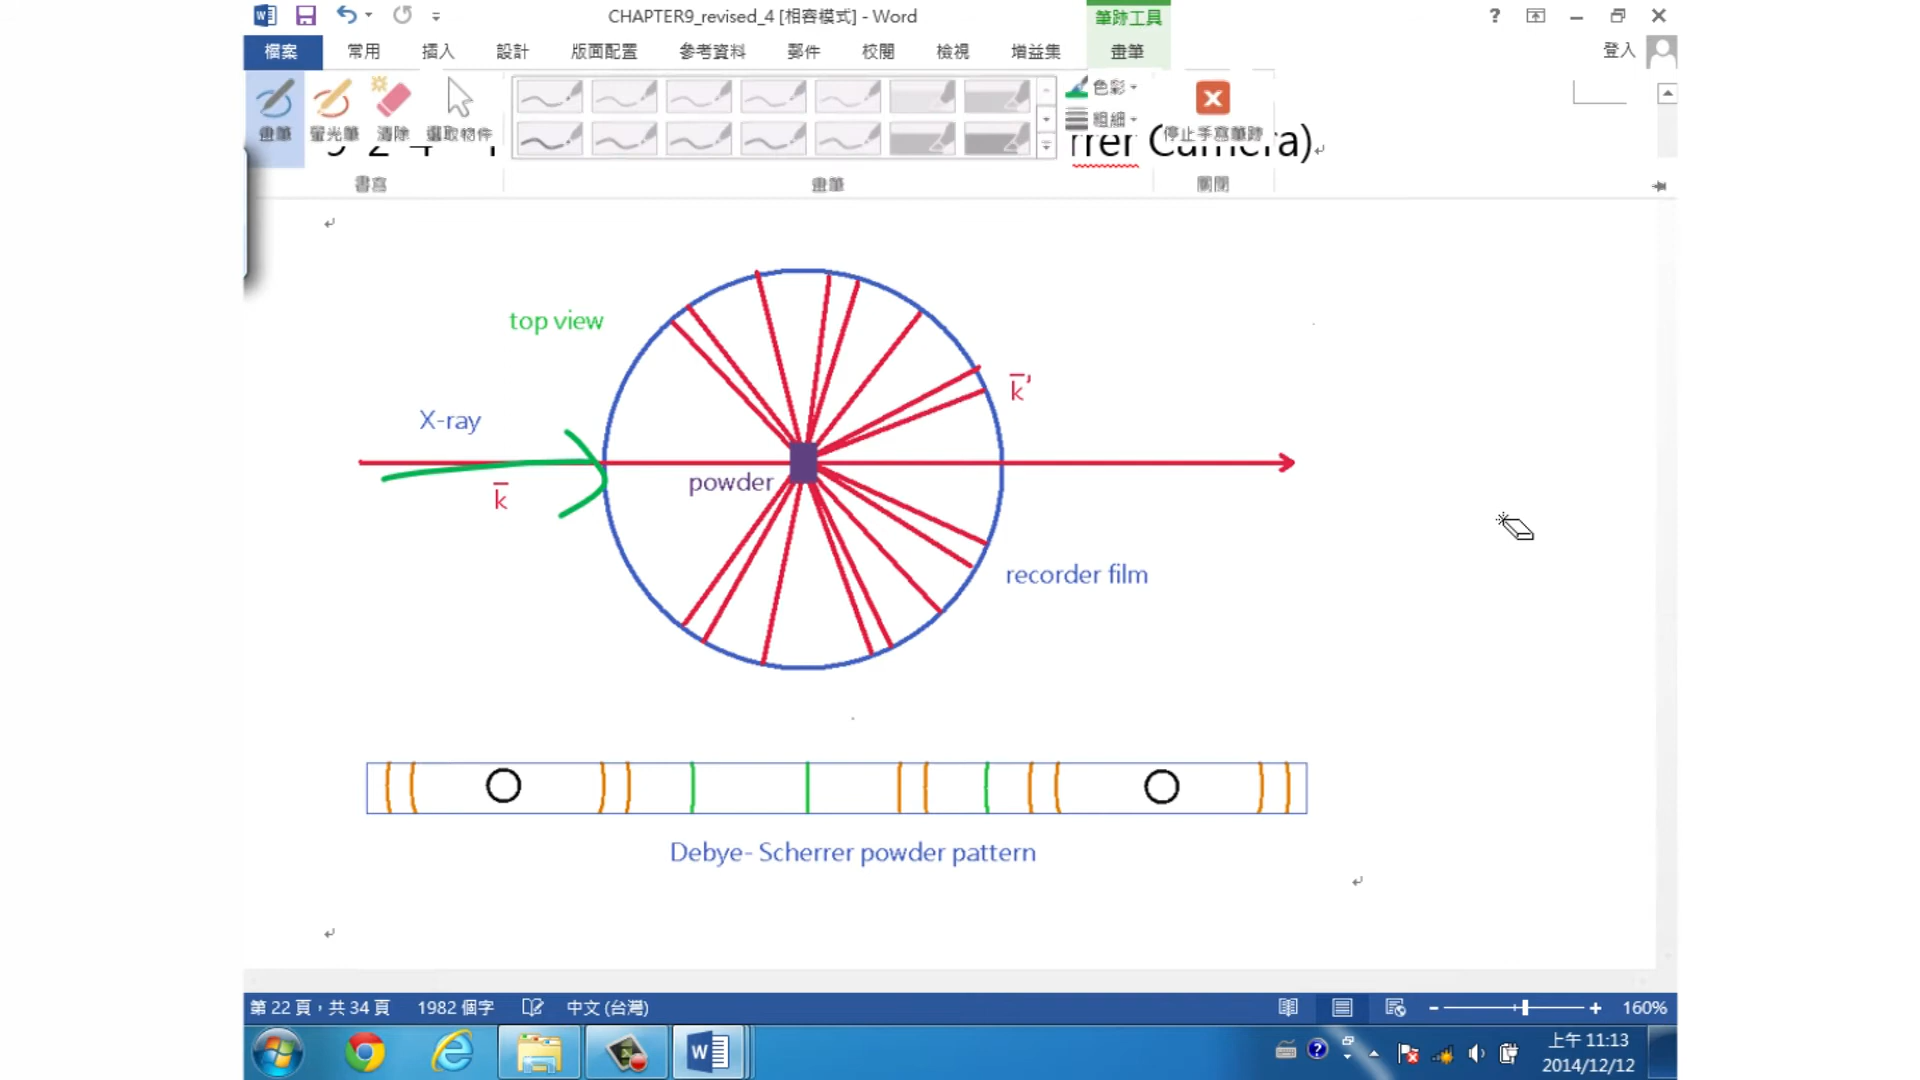 CHAPTER9_revised_4 [相容模式] - Word
筆跡工具
?
檔案 常用 插入 設計 版面配置 參考資料 郵件 校閱 檢視 增益集 畫筆 登入
畫筆 螢光筆 清除 選取物件
色彩
粗細
停止手寫筆跡
書寫 畫筆 關閉
9-2-4
rrer Camera)
top view
k̅'
X-ray
k̅
powder
recorder film
Debye- Scherrer powder pattern
第 22 頁，共 34 頁 1982 個字 中文 (台灣) 160%
上午 11:13
2014/12/12